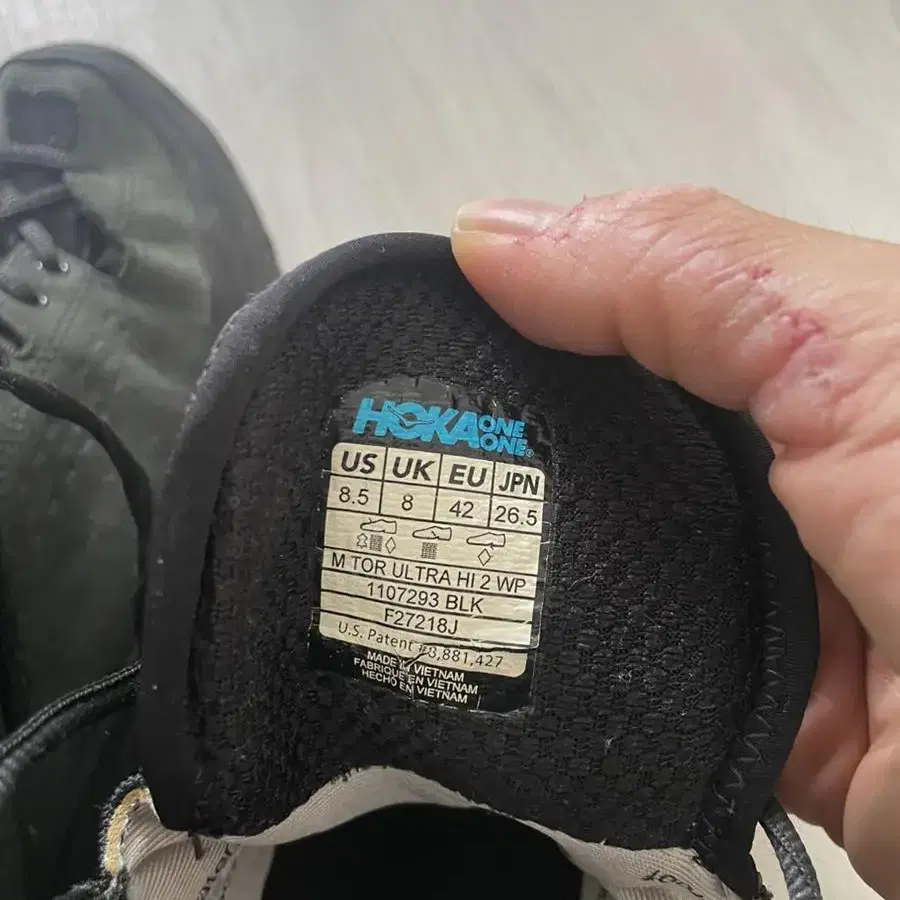 HOKA ONE ONE®
US UK EU JPN
8.5 8 42 26.5
M TOR ULTRA HI 2 WP
1107293 BLK
F27218J
U.S. Patent #8,881,427
MADE IN VIETNAM
FABRIQUE EN VIETNAM
HECHO EN VIETNAM